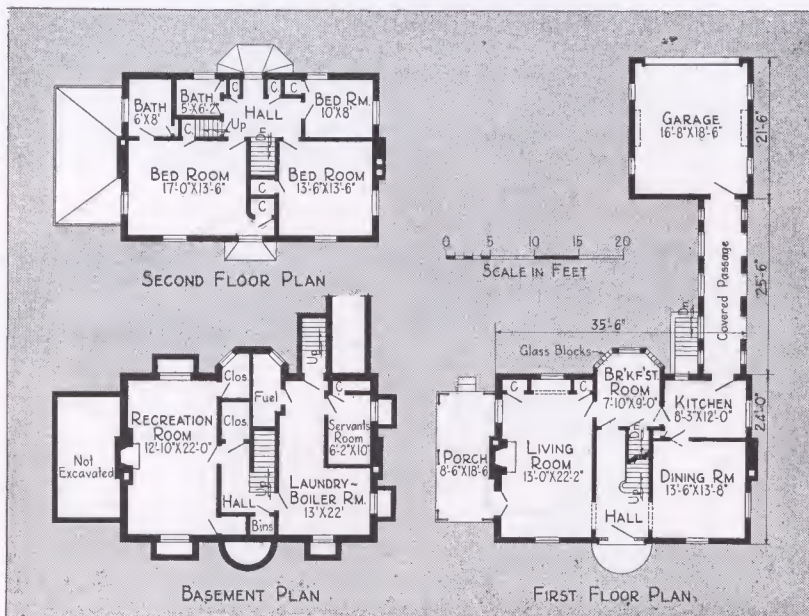 BATH
6'X8'
BATH
5'X6'-2"
C
C
C
HALL
BED RM.
10'X8'
C
Up
Dn
BED ROOM
17'-0"X13'-6"
BED ROOM
13'-6"X13'-6"
C
C
SECOND FLOOR PLAN
GARAGE
16'-8"X18'-6"
21'-6"
0 5 10 15 20
SCALE IN FEET
Covered Passage
25'-6"
Dn
35'-6"
Glass Blocks
Up
Clos.
Fuel
C
Clos.
RECREATION
ROOM
12'-10"X22'-0"
Servants
Room
6'-2"X10'
Not
Excavated
Up
LAUNDRY~
BOILER RM.
13'X22'
HALL
Bins
BASEMENT PLAN
C
C
BR'KF'ST.
ROOM
7'-10"X9'-0"
KITCHEN
8'-3"X12'-0"
24'-0"
PORCH
8'-6"X18'-6"
LIVING
ROOM
13'-0"X22'-2"
Dn
Up
DINING RM
13'-6"X13'-8"
HALL
FIRST FLOOR PLAN